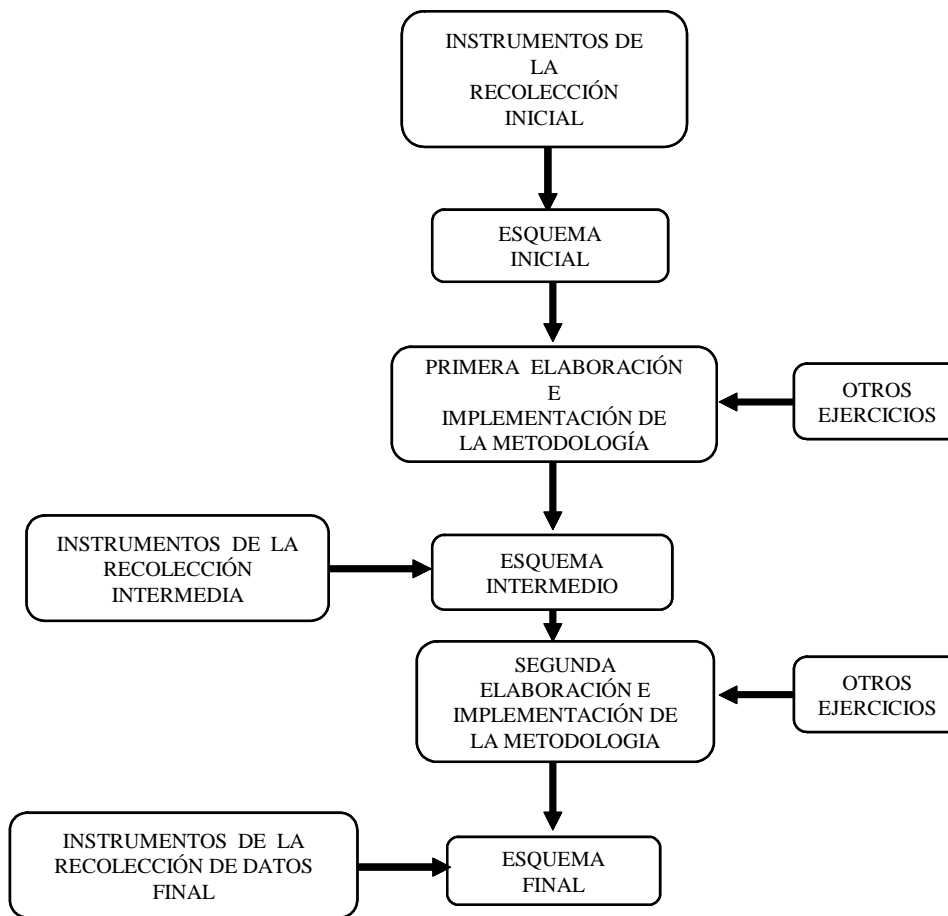 INSTRUMENTOS DE
LA
RECOLECCIÓN
INICIAL
ESQUEMA
INICIAL
PRIMERA ELABORACIÓN
E
IMPLEMENTACIÓN DE
LA METODOLOGÍA
OTROS
EJERCICIOS
INSTRUMENTOS DE LA
RECOLECCIÓN
INTERMEDIA
ESQUEMA
INTERMEDIO
SEGUNDA
ELABORACIÓN E
IMPLEMENTACIÓN DE
LA METODOLOGIA
OTROS
EJERCICIOS
INSTRUMENTOS DE LA
RECOLECCIÓN DE DATOS
FINAL
ESQUEMA
FINAL